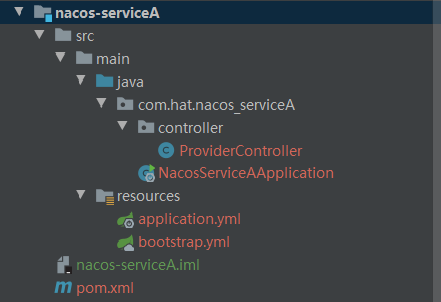 nacos-serviceA
src
main
java
com.hat.nacos_serviceA
controller
ProviderController
NacosServiceAApplication
resources
application.yml
bootstrap.yml
nacos-serviceA.iml
pom.xml